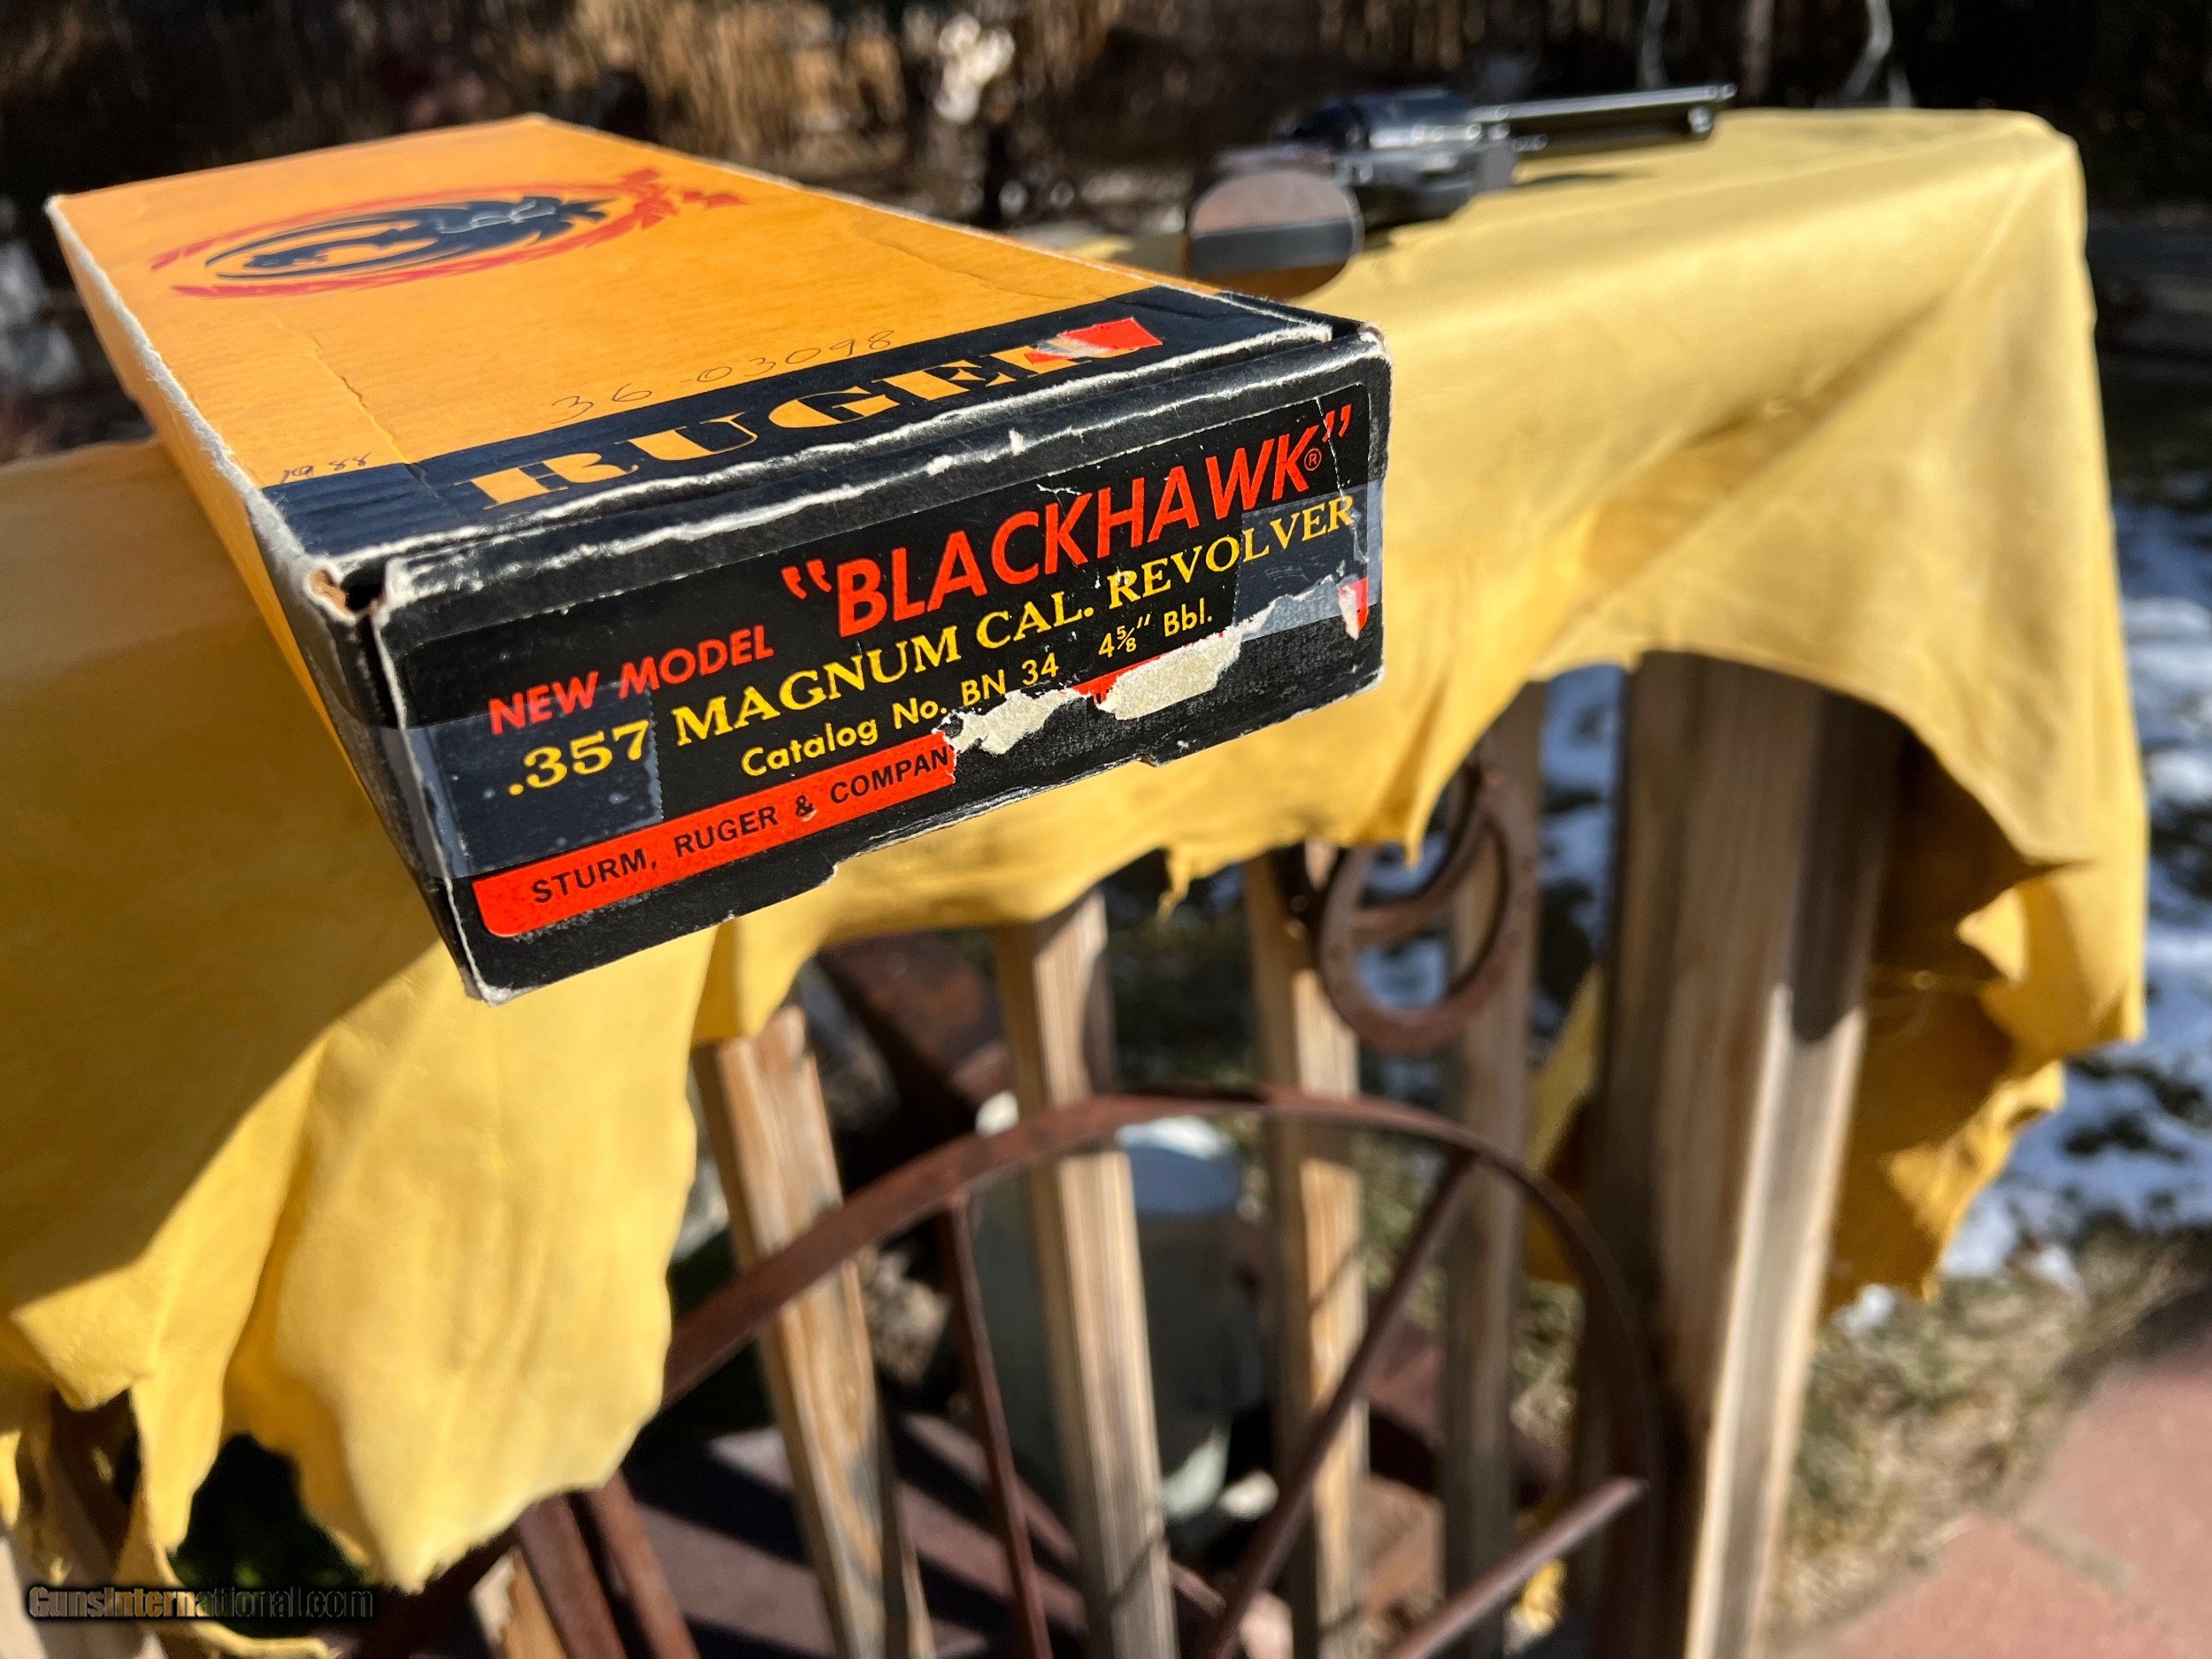 36-03098
88
RUGER
NEW MODEL "BLACKHAWK"®
.357 MAGNUM CAL. REVOLVER
Catalog No. BN 34 4⅝" Bbl.
STURM, RUGER & COMPAN
GunsInternational.com